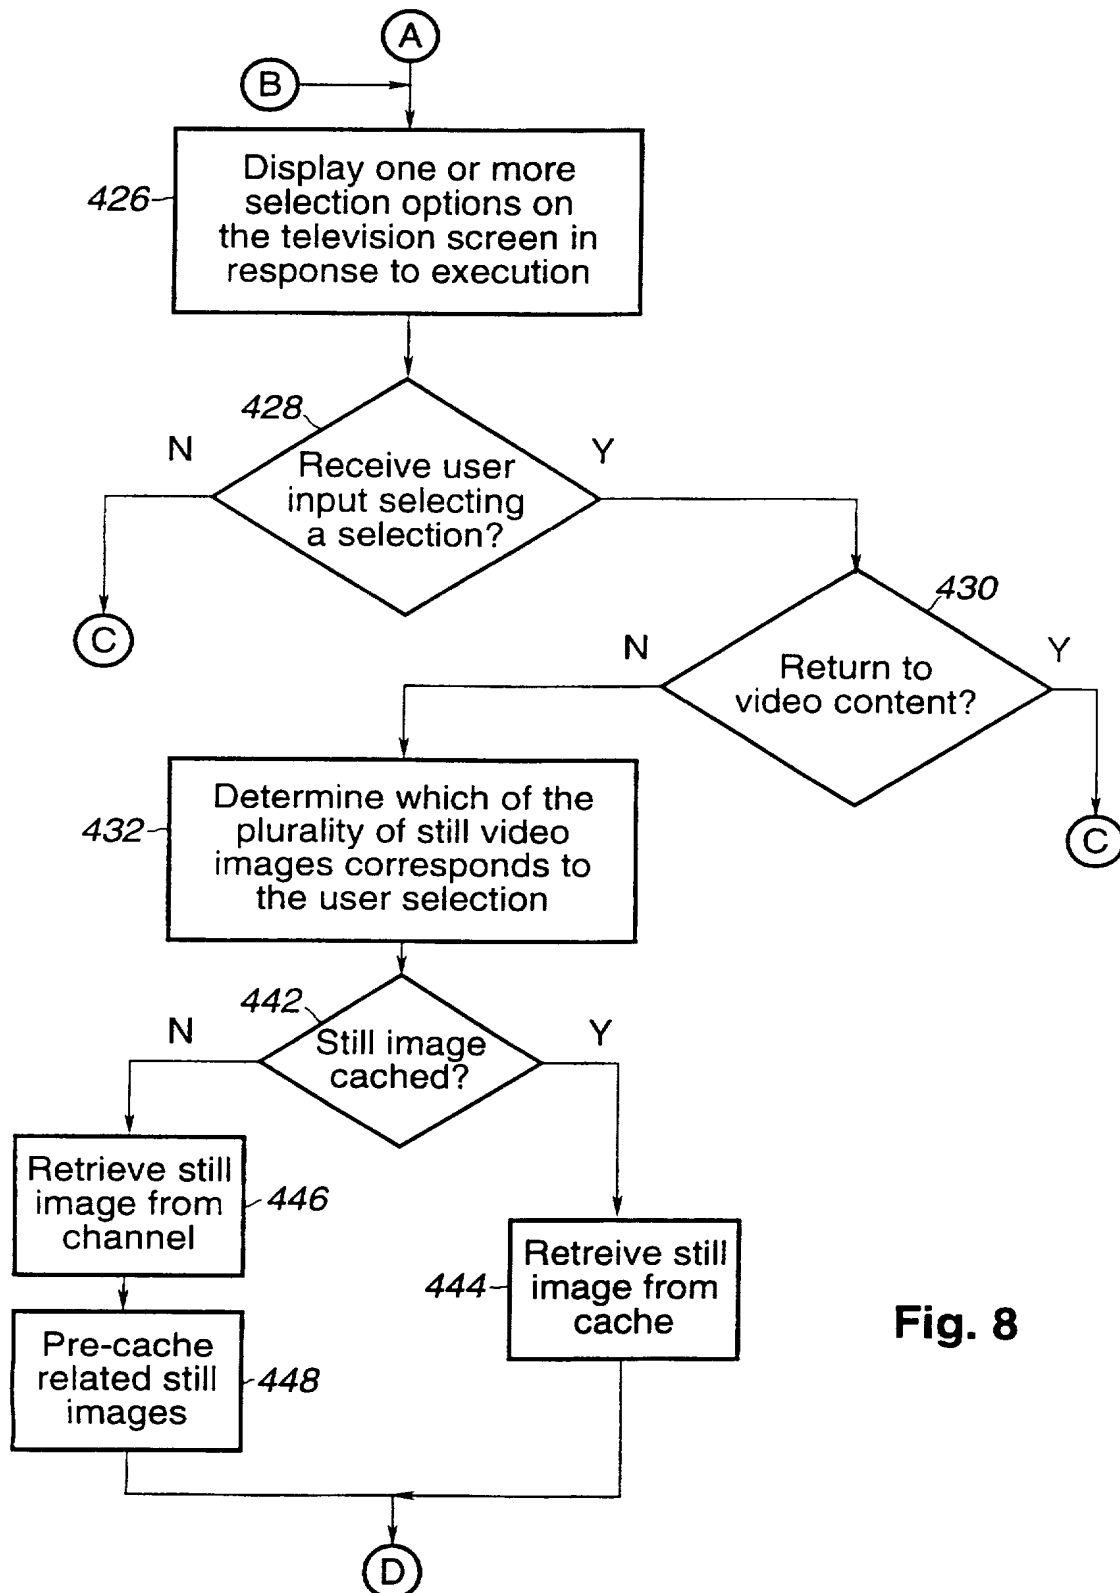 A
B
Display one or more
selection options on
the television screen in
response to execution
426
428
N
Y
Receive user
input selecting
a selection?
C
430
N
Y
Return to
video content?
C
Determine which of the
plurality of still video
images corresponds to
the user selection
432
442
N
Y
Still image
cached?
Retrieve still
image from
channel
446
Retreive still
image from
cache
444
Pre-cache
related still
images
448
D
Fig. 8